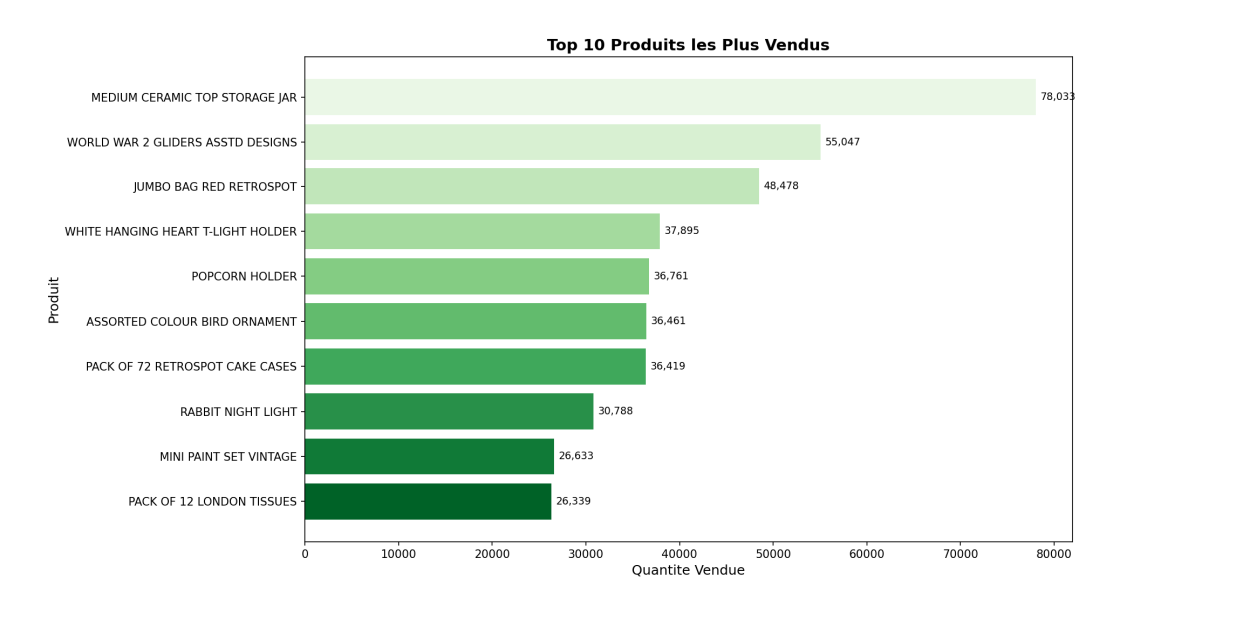 Top 10 Produits les Plus Vendus
MEDIUM CERAMIC TOP STORAGE JAR 78,033
WORLD WAR 2 GLIDERS ASSTD DESIGNS 55,047
JUMBO BAG RED RETROSPOT 48,478
WHITE HANGING HEART T-LIGHT HOLDER 37,895
POPCORN HOLDER 36,761
ASSORTED COLOUR BIRD ORNAMENT 36,461
PACK OF 72 RETROSPOT CAKE CASES 36,419
RABBIT NIGHT LIGHT 30,788
MINI PAINT SET VINTAGE 26,633
PACK OF 12 LONDON TISSUES 26,339
Produit
0 10000 20000 30000 40000 50000 60000 70000 80000
Quantite Vendue